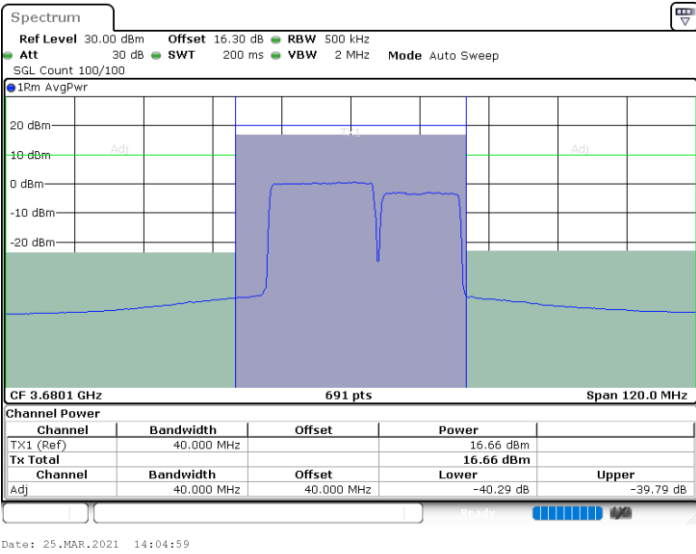 Spectrum
Ref Level 30.00 dBm Offset 16.30 dB RBW 500 kHz
Att 30 dB SWT 200 ms VBW 2 MHz Mode Auto Sweep
SGL Count 100/100
1Rm AvgPwr
20 dBm
TX1
10 dBm Adj Adj
0 dBm
-10 dBm
-20 dBm
CF 3.6801 GHz 691 pts Span 120.0 MHz
Channel Power
Channel Bandwidth Offset Power
TX1 (Ref) 40.000 MHz 16.66 dBm
Tx Total 16.66 dBm
Channel Bandwidth Offset Lower Upper
Adj 40.000 MHz 40.000 MHz -40.29 dB -39.79 dB
Ready
Date: 25.MAR.2021 14:04:59